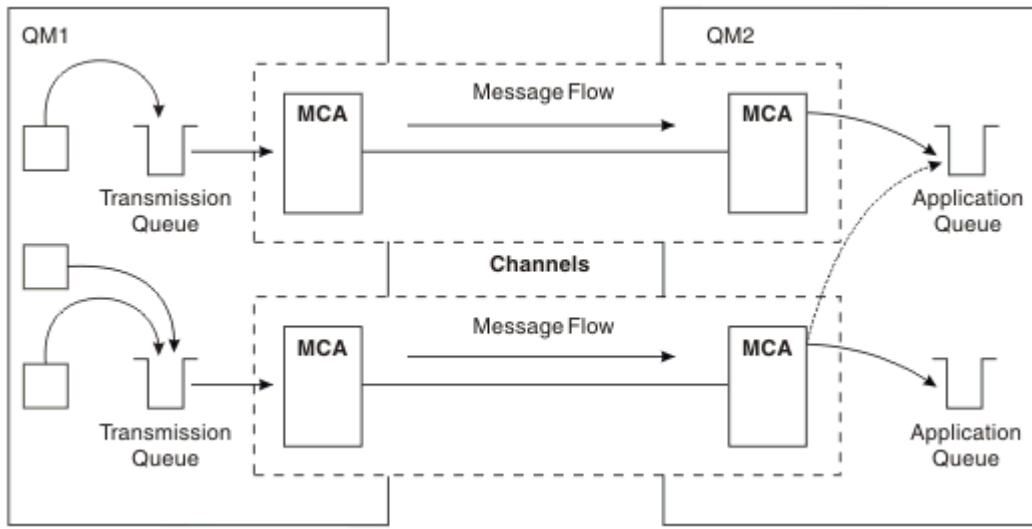 QM1
QM2
MCA
Message Flow
MCA
Transmission
Queue
Application
Queue
Channels
MCA
Message Flow
MCA
Transmission
Queue
Application
Queue